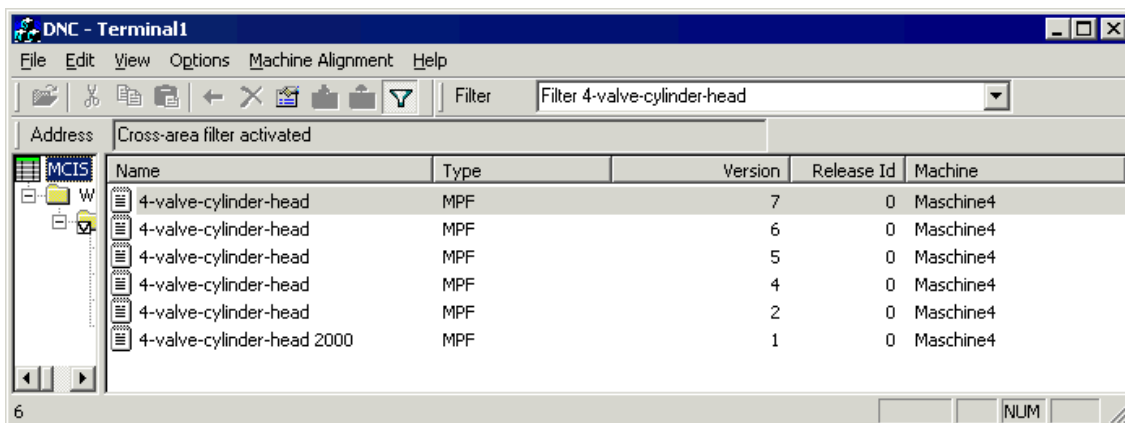 DNC - Terminal1
File Edit View Options Machine Alignment Help
Filter Filter 4-valve-cylinder-head
Address Cross-area filter activated
MCIS Name Type Version Release Id Machine
W 4-valve-cylinder-head MPF 7 0 Maschine4
4-valve-cylinder-head MPF 6 0 Maschine4
4-valve-cylinder-head MPF 5 0 Maschine4
4-valve-cylinder-head MPF 4 0 Maschine4
4-valve-cylinder-head MPF 2 0 Maschine4
4-valve-cylinder-head 2000 MPF 1 0 Maschine4
6 NUM